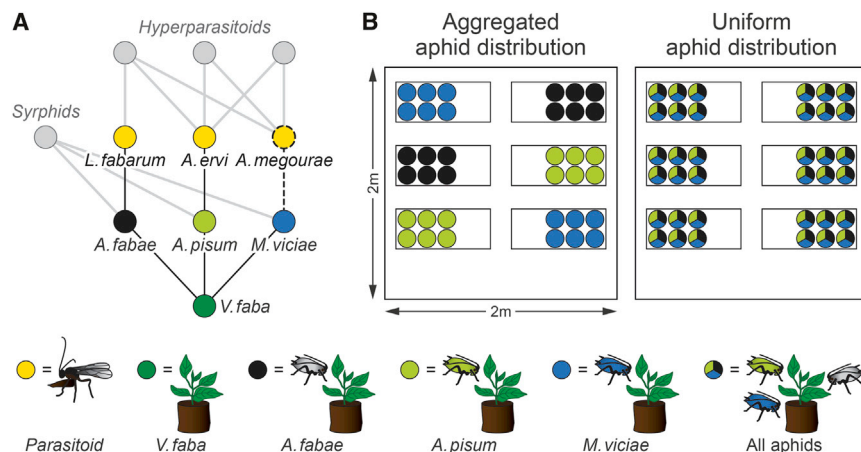 A
Hyperparasitoids
Syrphids
L. fabarum
A. ervi
A. megourae
A. fabae
A. pisum
M. viciae
V. faba
B
Aggregated
aphid distribution
Uniform
aphid distribution
2m
2m
=
=
=
=
=
=
Parasitoid
V. faba
A. fabae
A. pisum
M. viciae
All aphids